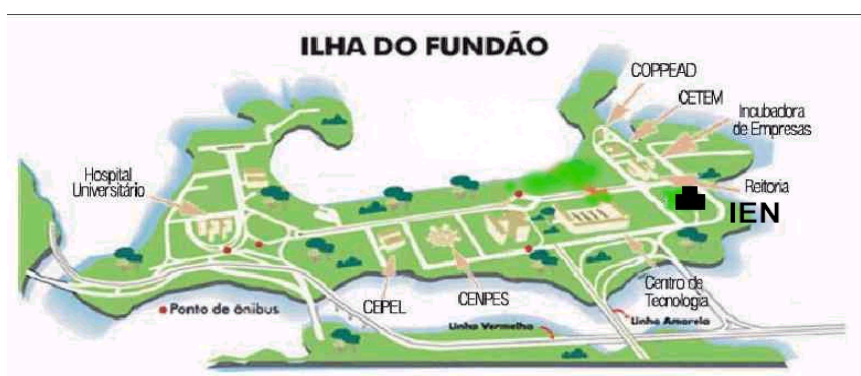 ILHA DO FUNDÃO
COPPEAD
CETEM
Incubadora
de Empresas
Hospital
Universitário
Reitoria
IEN
CEPEL
CENPES
Centro de
Tecnologia
Ponto de ônibus
Linha Vermelha
Linha Amarela